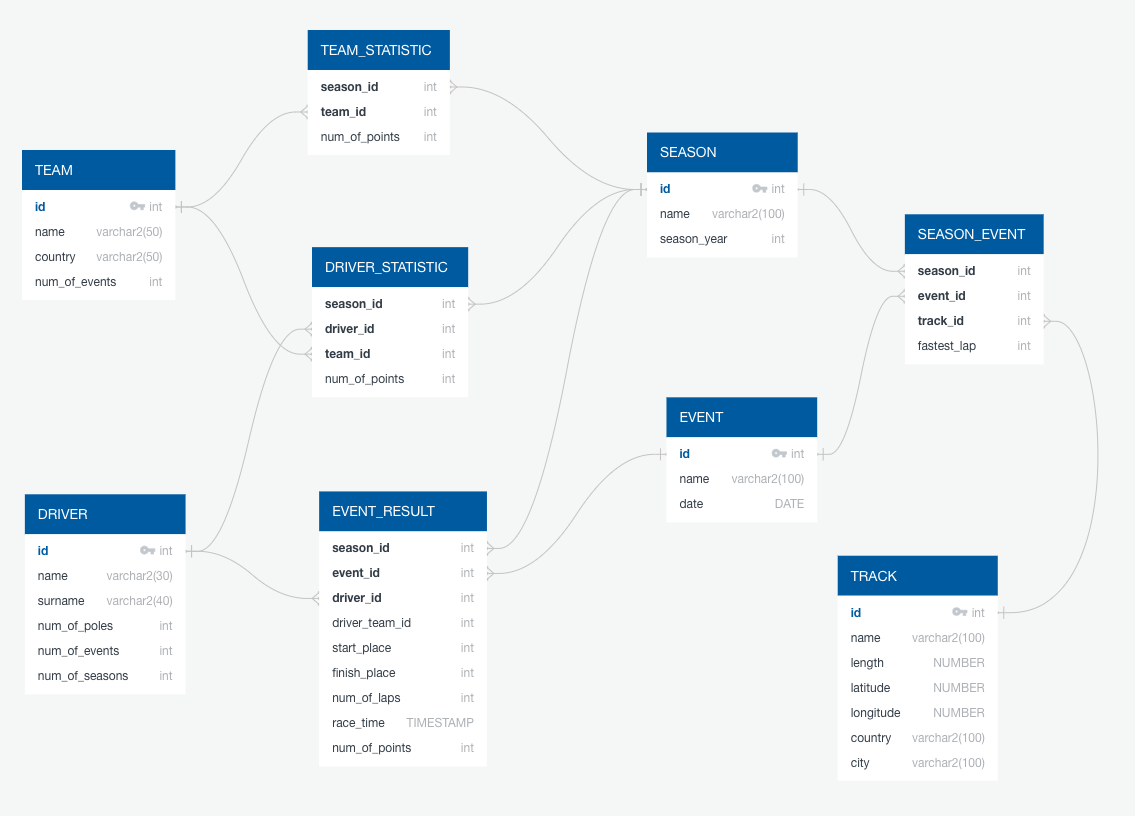 TEAM_STATISTIC
season_id int
team_id int
num_of_points int
TEAM
id int
name varchar2(50)
country varchar2(50)
num_of_events int
DRIVER_STATISTIC
season_id int
driver_id int
team_id int
num_of_points int
SEASON
id int
name varchar2(100)
season_year int
SEASON_EVENT
season_id int
event_id int
track_id int
fastest_lap int
EVENT
id int
name varchar2(100)
date DATE
DRIVER
id int
name varchar2(30)
surname varchar2(40)
num_of_poles int
num_of_events int
num_of_seasons int
EVENT_RESULT
season_id int
event_id int
driver_id int
driver_team_id int
start_place int
finish_place int
num_of_laps int
race_time TIMESTAMP
num_of_points int
TRACK
id int
name varchar2(100)
length NUMBER
latitude NUMBER
longitude NUMBER
country varchar2(100)
city varchar2(100)